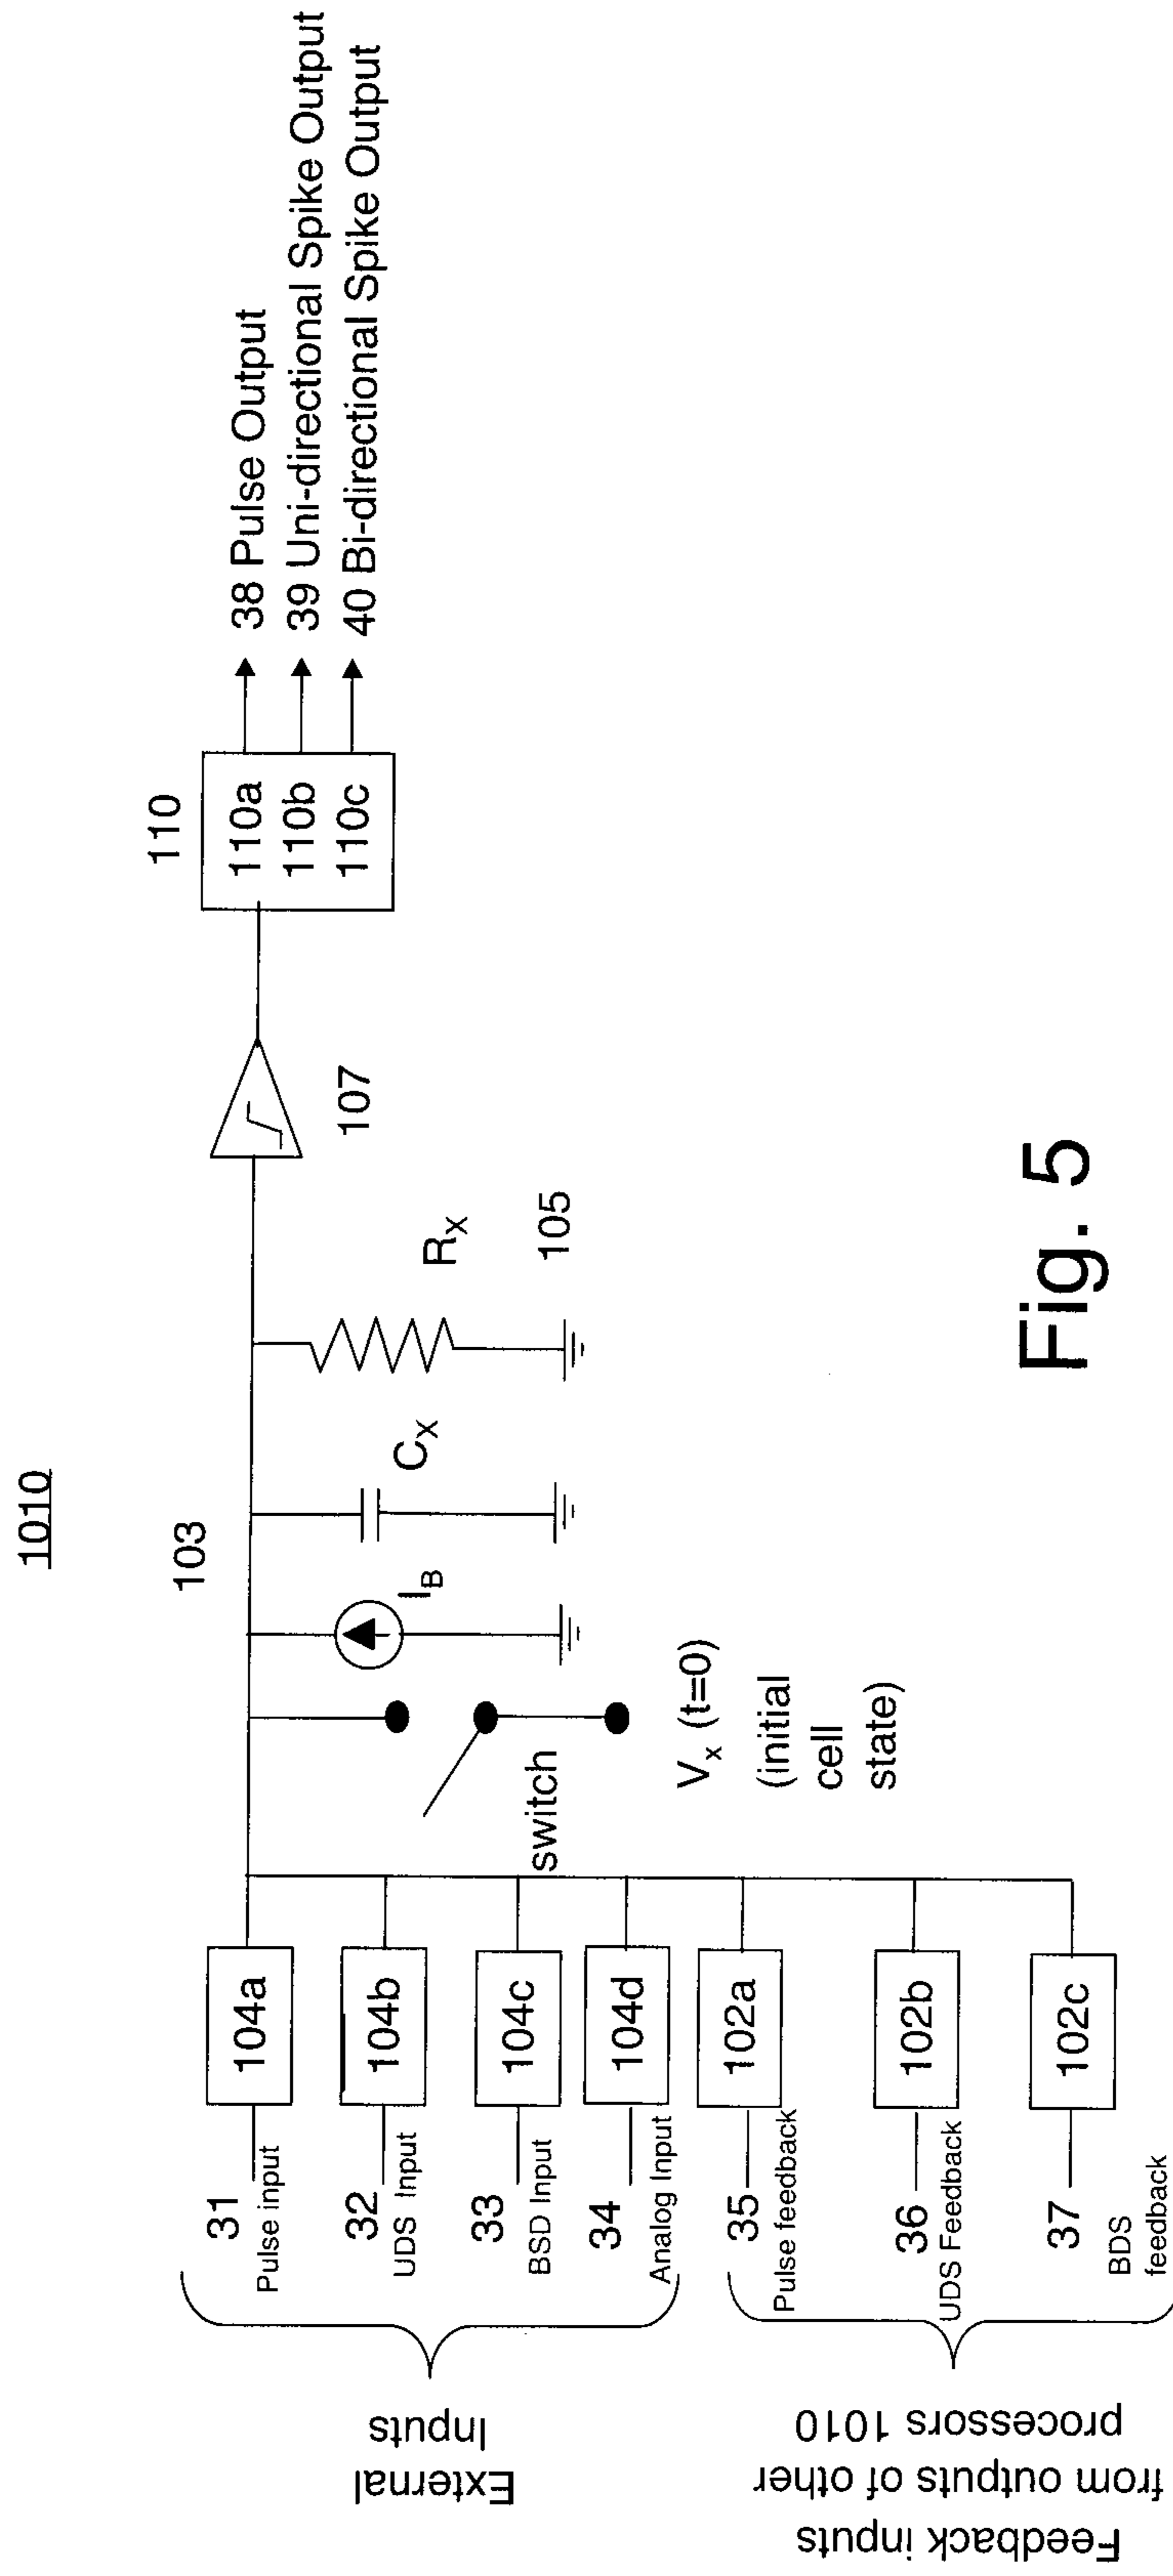 1010
External
Inputs
31
Pulse input
104a
32
UDS Input
104b
33
BSD Input
104c
34
Analog Input
104d
Feedback inputs
from outputs of other
processors 1010
35
Pulse feedback
102a
36
UDS Feedback
102b
37
BDS
feedback
102c
switch
Vx (t=0)
(initial
cell
state)
103
IB
CX
RX
105
107
110
110a
110b
110c
38 Pulse Output
39 Uni-directional Spike Output
40 Bi-directional Spike Output
Fig. 5